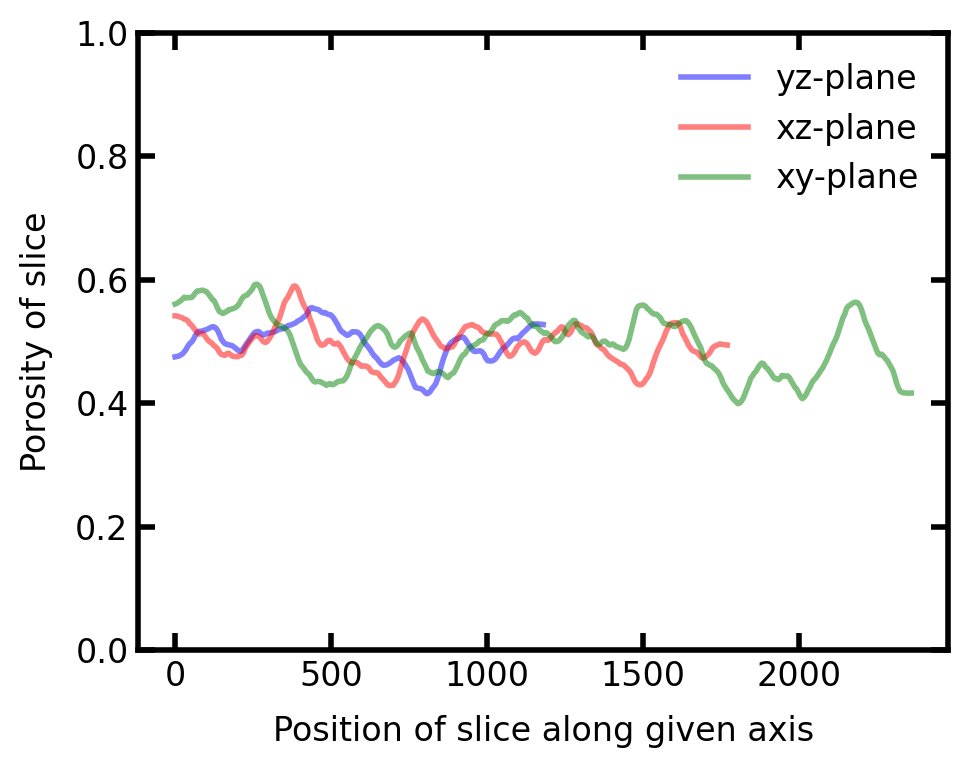 1.0
0.8
0.6
0.4
0.2
0.0
Porosity of slice
yz-plane
xz-plane
xy-plane
0 500 1000 1500 2000
Position of slice along given axis